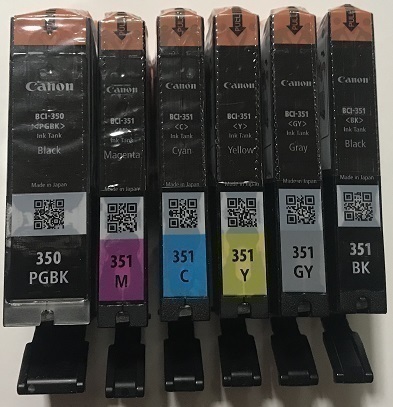 Canon
BCI-350
<PGBK>
Ink Tank
Black
Made in Japan
350
PGBK
Canon
BCI-351
<M>
Ink Tank
Magenta
Made in Japan
351
M
Canon
BCI-351
<C>
Ink Tank
Cyan
Made in Japan
351
C
Canon
BCI-351
<Y>
Ink Tank
Yellow
Made in Japan
351
Y
Canon
BCI-351
<GY>
Ink Tank
Gray
Made in Japan
351
GY
Canon
BCI-351
<BK>
Ink Tank
Black
Made in Japan
351
BK